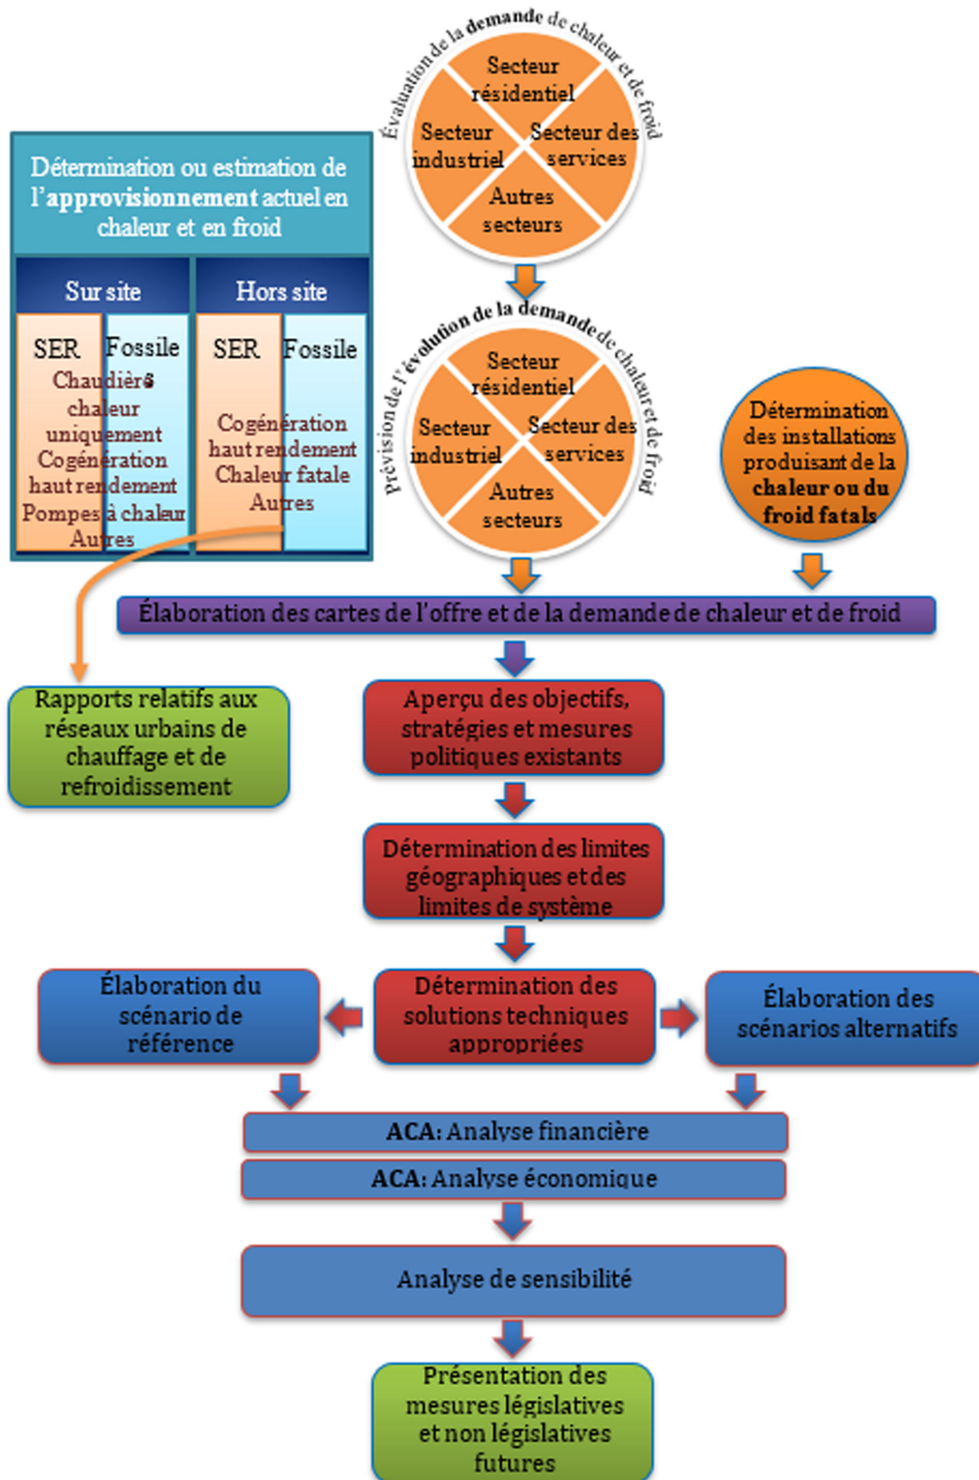 Évaluation de la demande de chaleur et de froid
Secteur
résidentiel
Secteur
industriel
Secteur des
services
Autres
secteurs
Détermination ou estimation de
l’approvisionnement actuel en
chaleur et en froid
Sur site
Hors site
SER
Fossile
SER
Fossile
Chaudières
chaleur
uniquement
Cogénération
haut rendement
Pompes à chaleur
Autres
Cogénération
haut rendement
Chaleur fatale
Autres
Prévision de l’évolution de la demande de chaleur et de froid
Secteur
résidentiel
Secteur
industriel
Secteur des
services
Autres
secteurs
Détermination
des installations
produisant de la
chaleur ou du
froid fatals
Élaboration des cartes de l’offre et de la demande de chaleur et de froid
Rapports relatifs aux
réseaux urbains de
chauffage et de
refroidissement
Aperçu des objectifs,
stratégies et mesures
politiques existants
Détermination des limites
géographiques et des
limites de système
Élaboration du
scénario de
référence
Détermination des
solutions techniques
appropriées
Élaboration des
scénarios alternatifs
ACA: Analyse financière
ACA: Analyse économique
Analyse de sensibilité
Présentation des
mesures législatives
et non législatives
futures